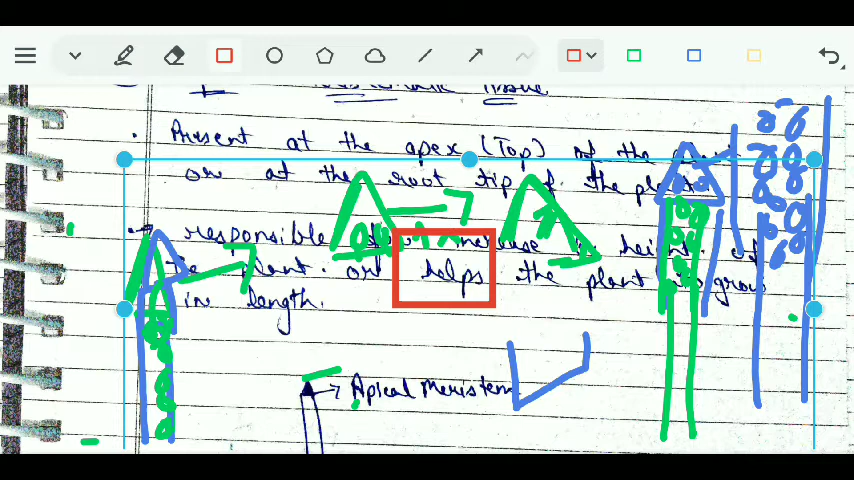 Tissue
Present at the apex (Top) of the
or at the root tip of the plant
responsible increase in height of
the plant. or helps the plant to grow
in length.
Apical Meristem